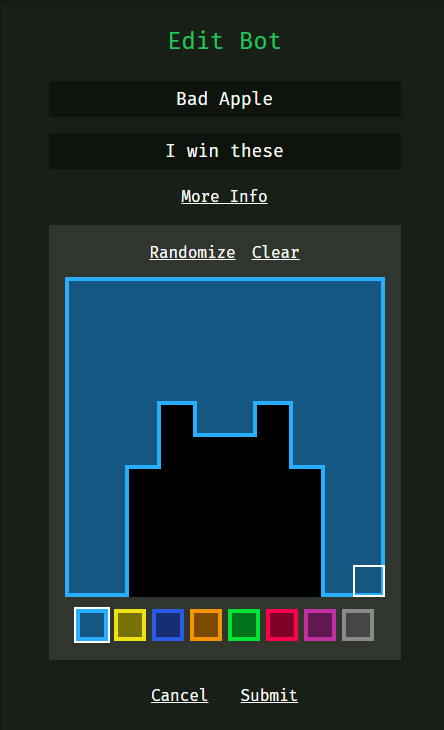 Edit Bot
Bad Apple
I win these
More Info
Randomize Clear
Cancel Submit